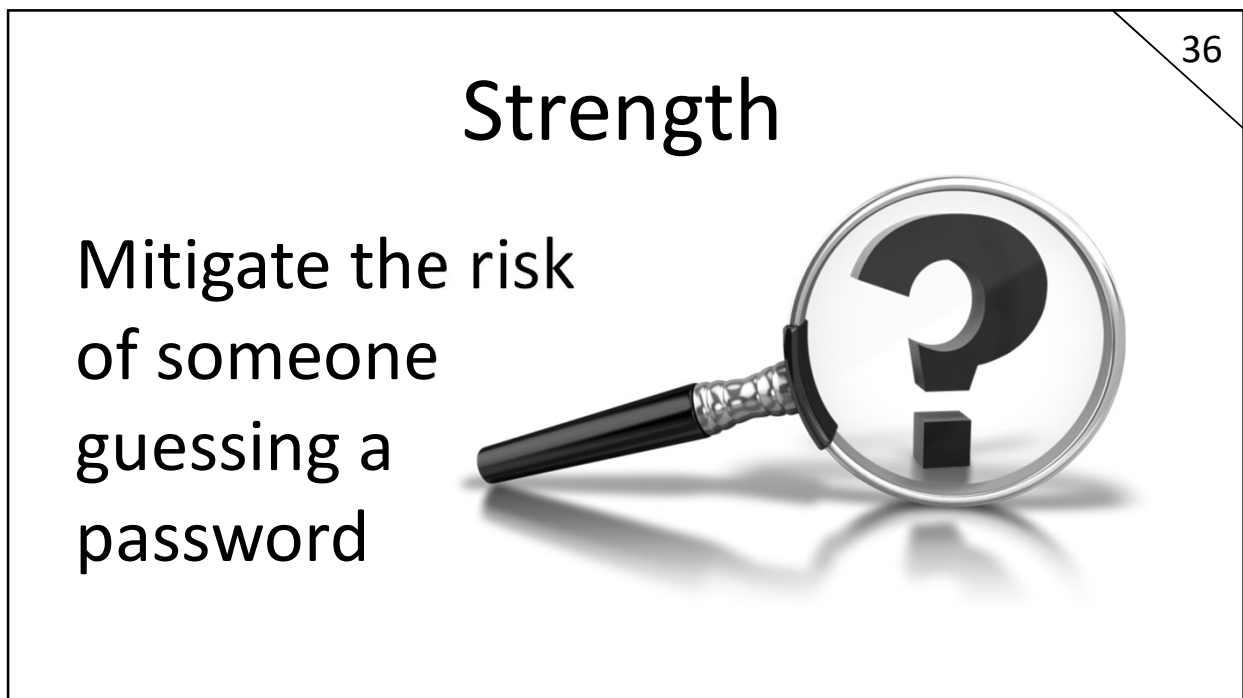 36
Strength
Mitigate the risk
of someone
guessing a
password